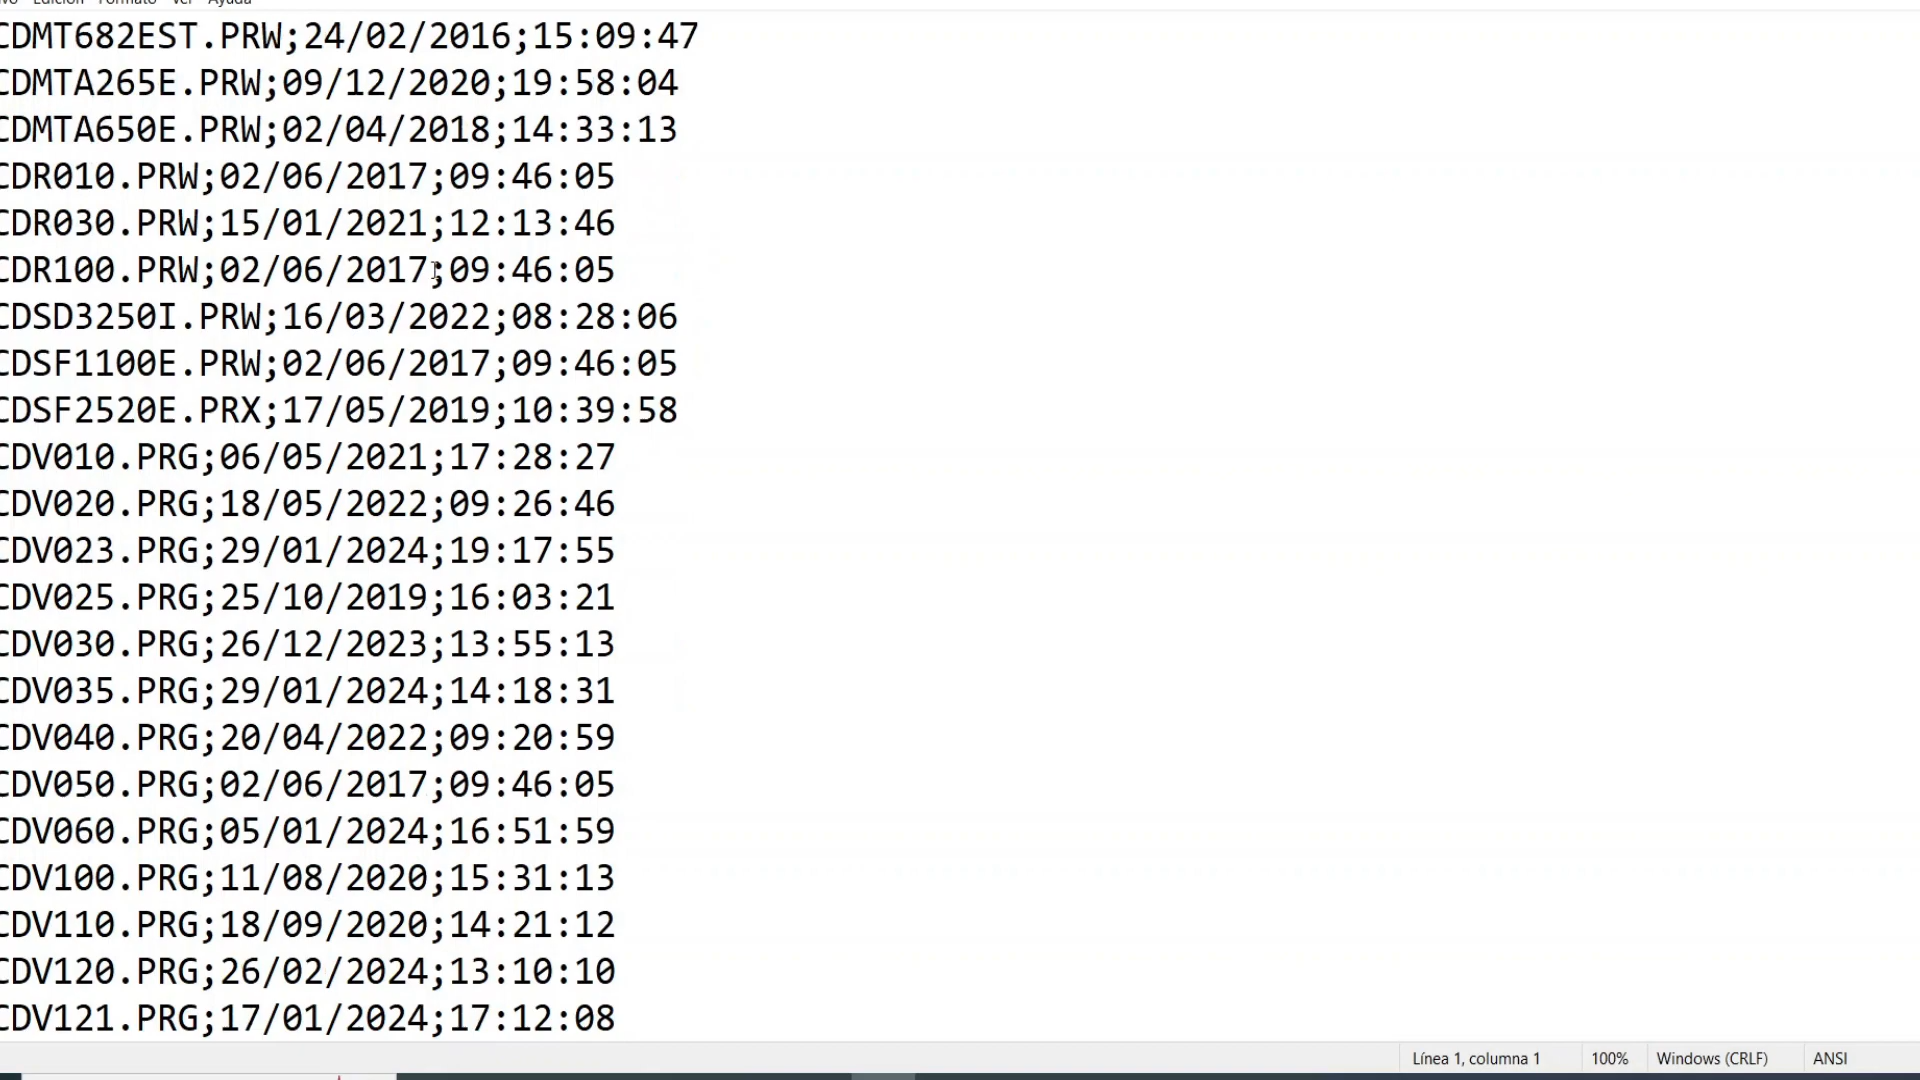 Edición Formato Ver Ayuda
CDMT682EST.PRW;24/02/2016;15:09:47
CDMTA265E.PRW;09/12/2020;19:58:04
CDMTA650E.PRW;02/04/2018;14:33:13
CDR010.PRW;02/06/2017;09:46:05
CDR030.PRW;15/01/2021;12:13:46
CDR100.PRW;02/06/2017;09:46:05
CDSD3250I.PRW;16/03/2022;08:28:06
CDSF1100E.PRW;02/06/2017;09:46:05
CDSF2520E.PRX;17/05/2019;10:39:58
CDV010.PRG;06/05/2021;17:28:27
CDV020.PRG;18/05/2022;09:26:46
CDV023.PRG;29/01/2024;19:17:55
CDV025.PRG;25/10/2019;16:03:21
CDV030.PRG;26/12/2023;13:55:13
CDV035.PRG;29/01/2024;14:18:31
CDV040.PRG;20/04/2022;09:20:59
CDV050.PRG;02/06/2017;09:46:05
CDV060.PRG;05/01/2024;16:51:59
CDV100.PRG;11/08/2020;15:31:13
CDV110.PRG;18/09/2020;14:21:12
CDV120.PRG;26/02/2024;13:10:10
CDV121.PRG;17/01/2024;17:12:08
Línea 1, columna 1 100% Windows (CRLF) ANSI